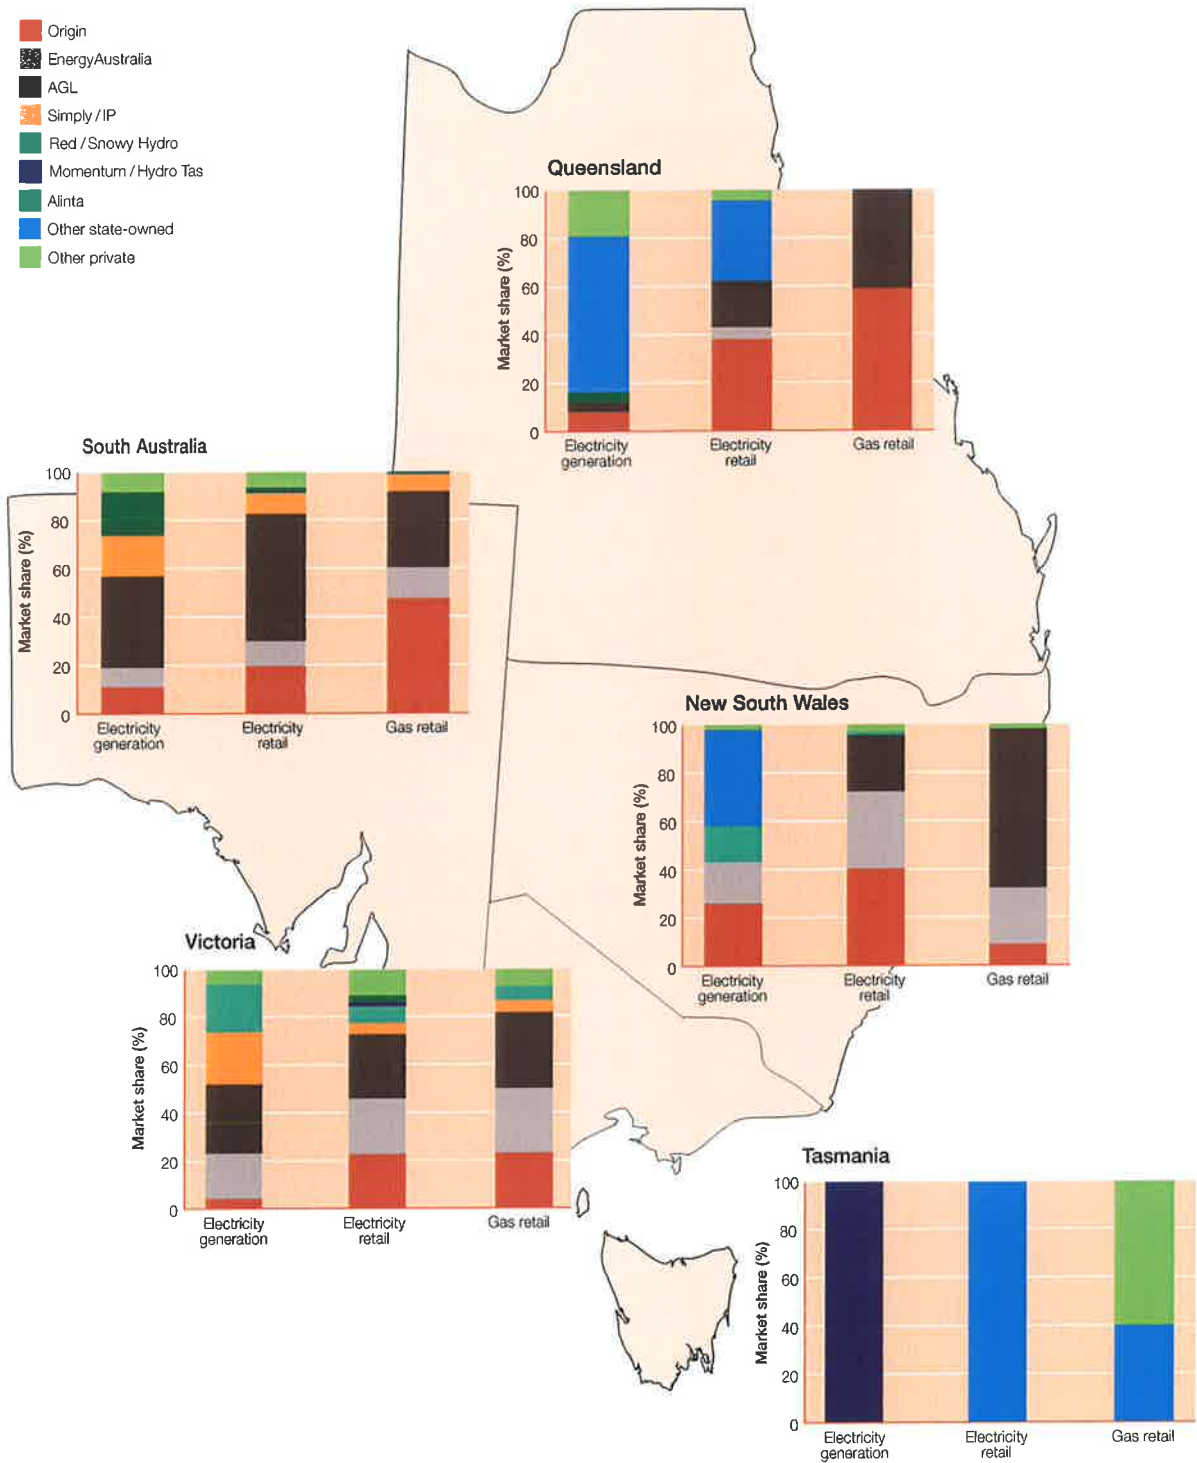 Origin
EnergyAustralia
AGL
Simply / IP
Red / Snowy Hydro
Momentum / Hydro Tas
Alinta
Other state-owned
Other private
Queensland
Market share (%)
100
80
60
40
20
0
Electricity
generation
Electricity
retail
Gas retail
South Australia
Market share (%)
100
80
60
40
20
0
Electricity
generation
Electricity
retail
Gas retail
New South Wales
Market share (%)
100
80
60
40
20
0
Electricity
generation
Electricity
retail
Gas retail
Victoria
Market share (%)
100
80
60
40
20
0
Electricity
generation
Electricity
retail
Gas retail
Tasmania
Market share (%)
100
80
60
40
20
0
Electricity
generation
Electricity
retail
Gas retail